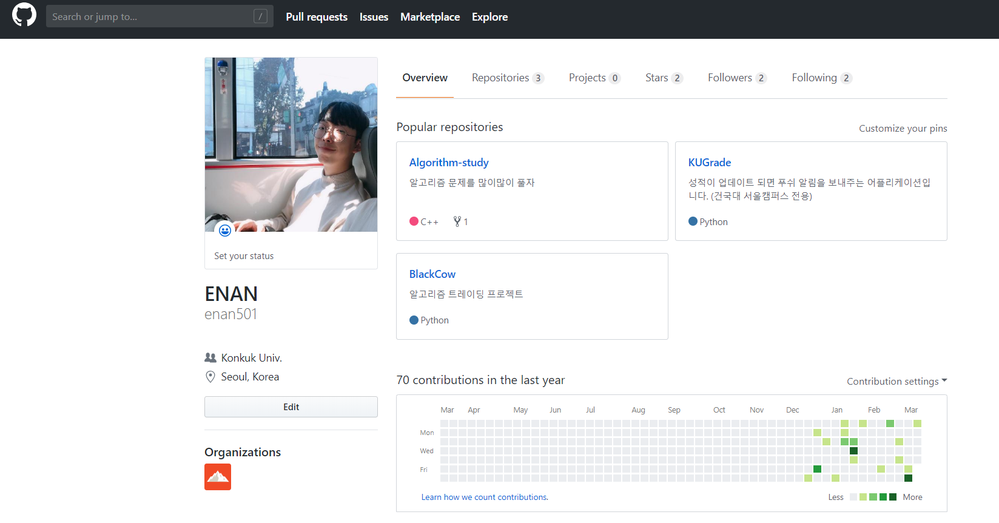 Search or jump to... /
Pull requests Issues Marketplace Explore
Overview Repositories 3 Projects 0 Stars 2 Followers 2 Following 2
Popular repositories
Customize your pins
Algorithm-study
알고리즘 문제를 많이많이 풀자
C++ 1
KUGrade
성적이 업데이트 되면 푸쉬 알림을 보내주는 어플리케이션입
니다. (건국대 서울캠퍼스 전용)
Python
BlackCow
알고리즘 트레이딩 프로젝트
Python
Set your status
ENAN
enan501
Konkuk Univ.
Seoul, Korea
Edit
Organizations
70 contributions in the last year
Contribution settings
Mar Apr May Jun Jul Aug Sep Oct Nov Dec Jan Feb Mar
Mon
Wed
Fri
Learn how we count contributions.
Less More